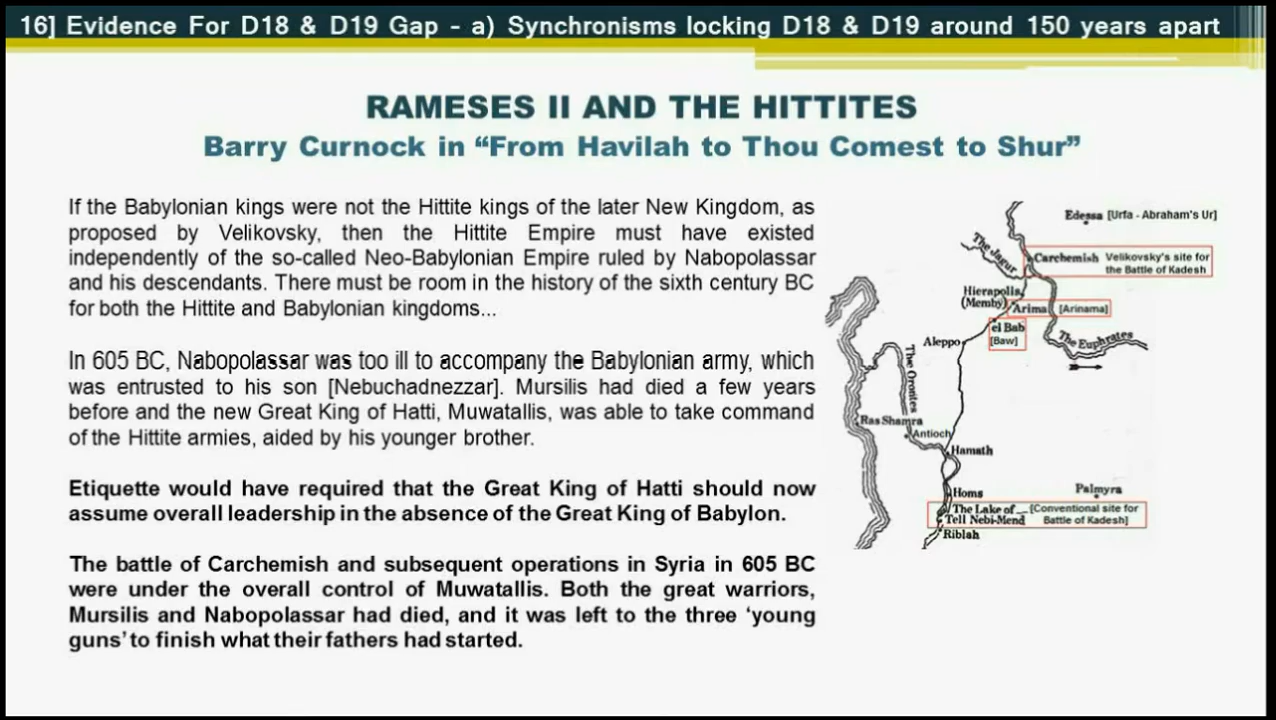 16] Evidence For D18 & D19 Gap - a) Synchronisms locking D18 & D19 around 150 years apart
RAMESES II AND THE HITTITES
Barry Curnock in “From Havilah to Thou Comest to Shur”
If the Babylonian kings were not the Hittite kings of the later New Kingdom, as
proposed by Velikovsky, then the Hittite Empire must have existed
independently of the so-called Neo-Babylonian Empire ruled by Nabopolassar
and his descendants. There must be room in the history of the sixth century BC
for both the Hittite and Babylonian kingdoms...
In 605 BC, Nabopolassar was too ill to accompany the Babylonian army, which
was entrusted to his son [Nebuchadnezzar]. Mursilis had died a few years
before and the new Great King of Hatti, Muwatallis, was able to take command
of the Hittite armies, aided by his younger brother.
Etiquette would have required that the Great King of Hatti should now
assume overall leadership in the absence of the Great King of Babylon.
The battle of Carchemish and subsequent operations in Syria in 605 BC
were under the overall control of Muwatallis. Both the great warriors,
Mursilis and Nabopolassar had died, and it was left to the three ‘young
guns’ to finish what their fathers had started.
Edessa [Urfa - Abraham's Ur]
The Jagur
Carchemish Velikovsky's site for
the Battle of Kadesh
Hierapolis
(Memby)
Arima [Arinama]
el Bab
[Baw]
Aleppo
The Euphrates
The Orontes
Ras Shamra
Antioch
Hamath
Homs
Palmyra
The Lake of [Conventional site for
Tell Nebi-Mend Battle of Kadesh]
Riblah